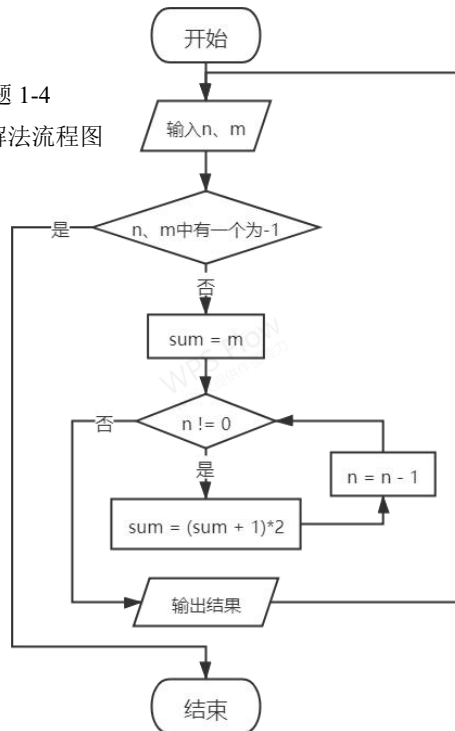 开始
题 1-4
解法流程图
输入n、m
n、m中有一个为-1
是
否
sum = m
n != 0
否
是
n = n - 1
sum = (sum + 1)*2
输出结果
结束